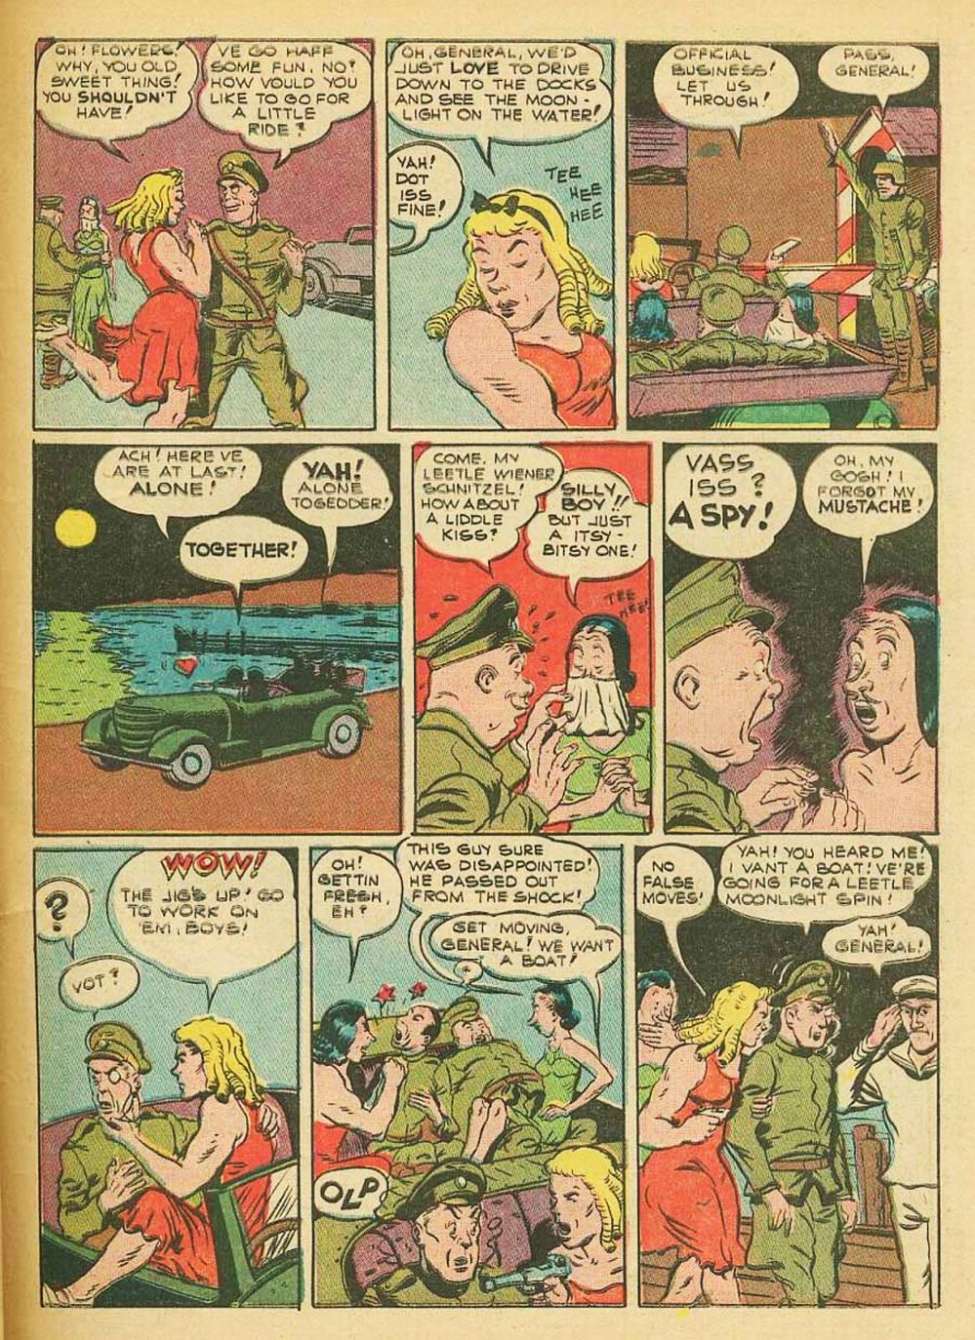 OH! FLOWERS!
WHY, YOU OLD
SWEET THING!
YOU SHOULDN'T
HAVE!
VE GO HAFF
SOME FUN, NO?
HOW VOULD YOU
LIKE TO GO FOR
A LITTLE
RIDE?
OH, GENERAL, WE'D
JUST LOVE TO DRIVE
DOWN TO THE DOCKS
AND SEE THE MOON-
LIGHT ON THE WATER!
YAH!
DOT
ISS
FINE!
TEE
HEE
HEE
OFFICIAL
BUSINESS!
LET US
THROUGH!
PASS,
GENERAL!
ACH! HERE VE
ARE AT LAST!
ALONE!
YAH!
ALONE
TOGEDDER!
TOGETHER!
COME, MY
LEETLE WIENER
SCHNITZEL!
HOW ABOUT
A LIDDLE
KISS?
SILLY
BOY!!
BUT JUST
A ITSY-
BITSY ONE!
TEE
HEE!
VASS
ISS?
A SPY!
OH, MY
GOSH! I
FORGOT MY
MUSTACHE!
?
VOT?
WOW!
THE JIG'S UP! GO
TO WORK ON
'EM, BOYS!
OH!
GETTIN
FRESH,
EH?
THIS GUY SURE
WAS DISAPPOINTED!
HE PASSED OUT
FROM THE SHOCK!
GET MOVING,
GENERAL! WE WANT
A BOAT!
OLP
NO
FALSE
MOVES!
YAH! YOU HEARD ME!
I VANT A BOAT! VE'RE
GOING FOR A LEETLE
MOONLIGHT SPIN!
YAH!
GENERAL!